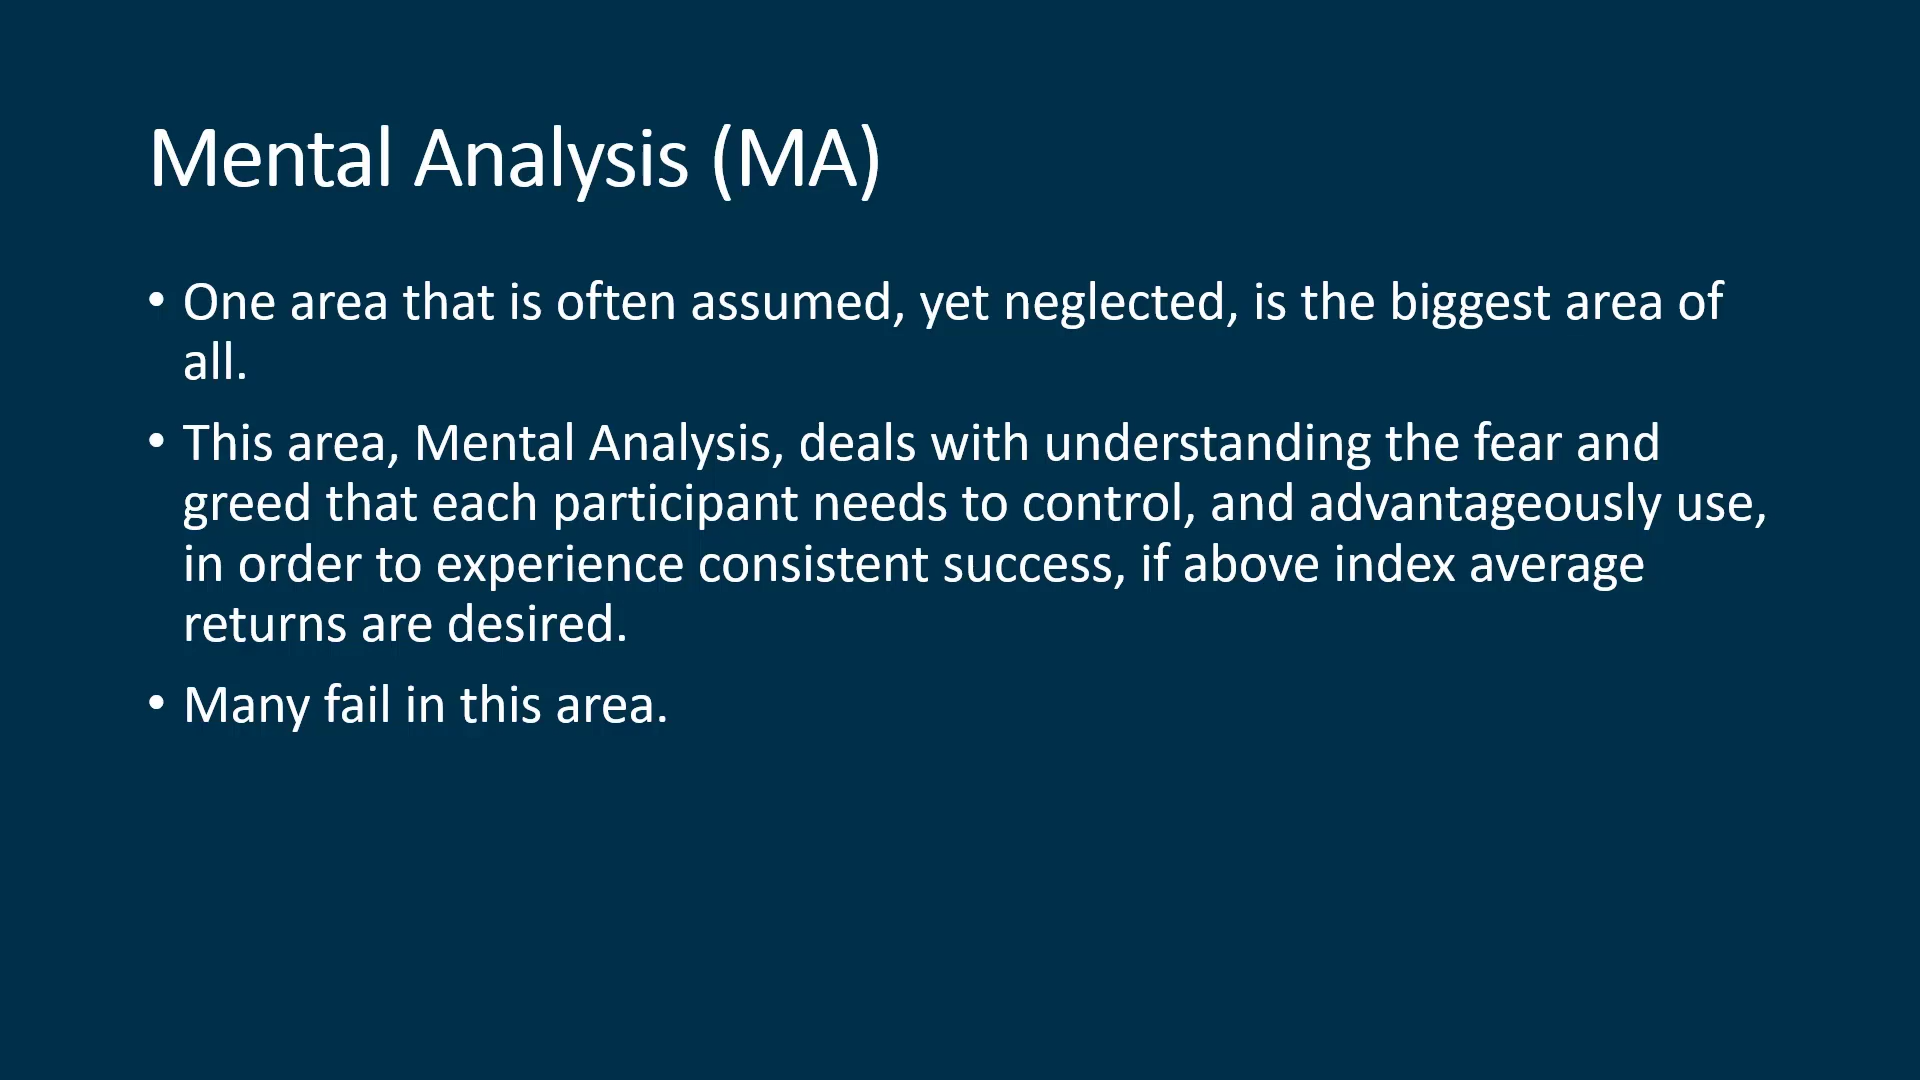 Mental Analysis (MA)
• One area that is often assumed, yet neglected, is the biggest area of
all.
• This area, Mental Analysis, deals with understanding the fear and
greed that each participant needs to control, and advantageously use,
in order to experience consistent success, if above index average
returns are desired.
• Many fail in this area.